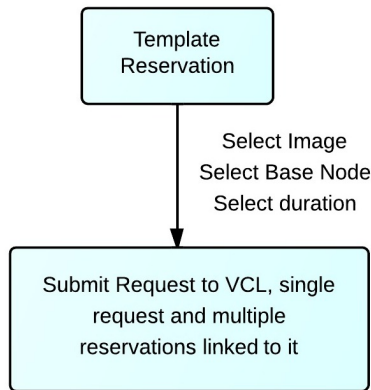 Template
Reservation
Select Image
Select Base Node
Select duration
Submit Request to VCL, single
request and multiple
reservations linked to it